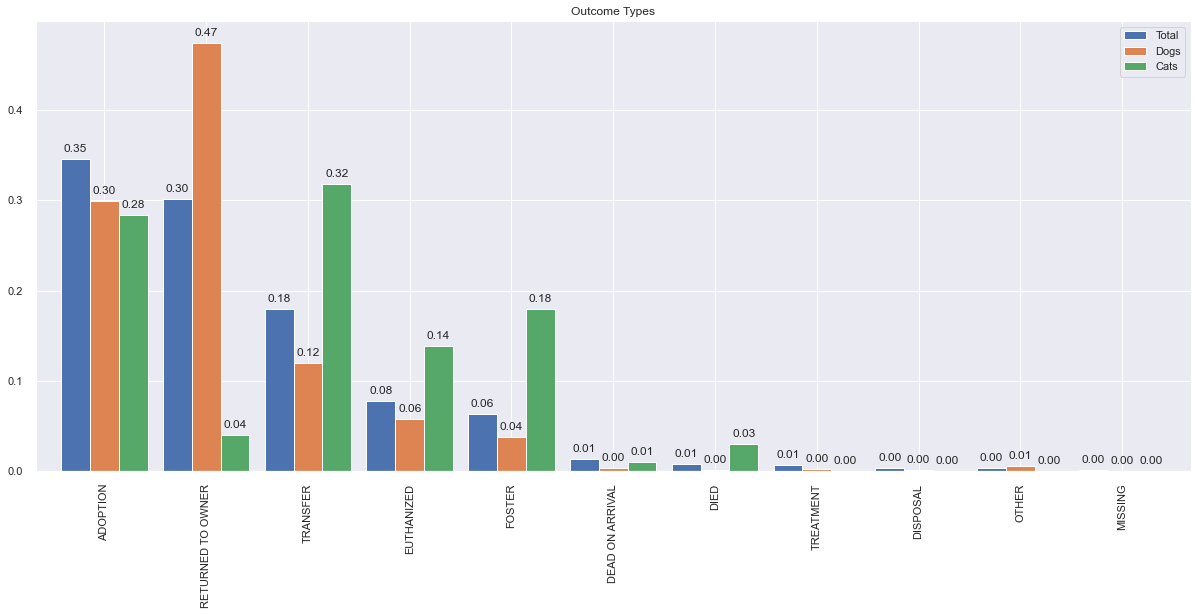 Outcome Types
Total
Dogs
Cats
0.4
0.3
0.2
0.1
0.0
0.35
0.30
0.28
0.30
0.47
0.04
0.18
0.12
0.32
0.08
0.06
0.14
0.06
0.04
0.18
0.01
0.00
0.01
0.01
0.00
0.03
0.01
0.00
0.00
0.00
0.00
0.00
0.00
0.01
0.00
0.00
0.00
0.00
ADOPTION
RETURNED TO OWNER
TRANSFER
EUTHANIZED
FOSTER
DEAD ON ARRIVAL
DIED
TREATMENT
DISPOSAL
OTHER
MISSING